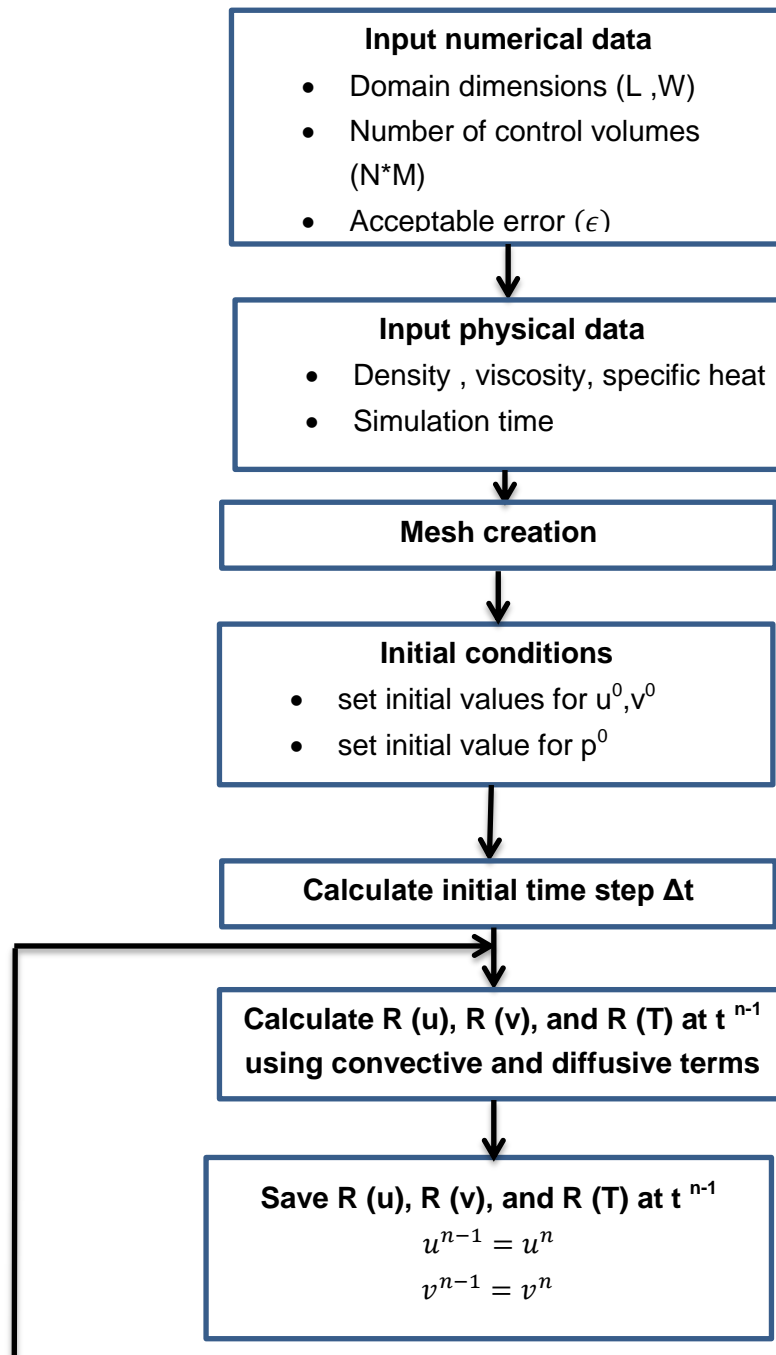 Input numerical data
• Domain dimensions (L ,W)
• Number of control volumes
(N*M)
• Acceptable error (ϵ)
Input physical data
• Density , viscosity, specific heat
• Simulation time
Mesh creation
Initial conditions
• set initial values for u⁰,v⁰
• set initial value for p⁰
Calculate initial time step Δt
Calculate R (u), R (v), and R (T) at t ⁿ⁻¹
using convective and diffusive terms
Save R (u), R (v), and R (T) at t ⁿ⁻¹
𝑢ⁿ⁻¹ = 𝑢ⁿ
𝑣ⁿ⁻¹ = 𝑣ⁿ